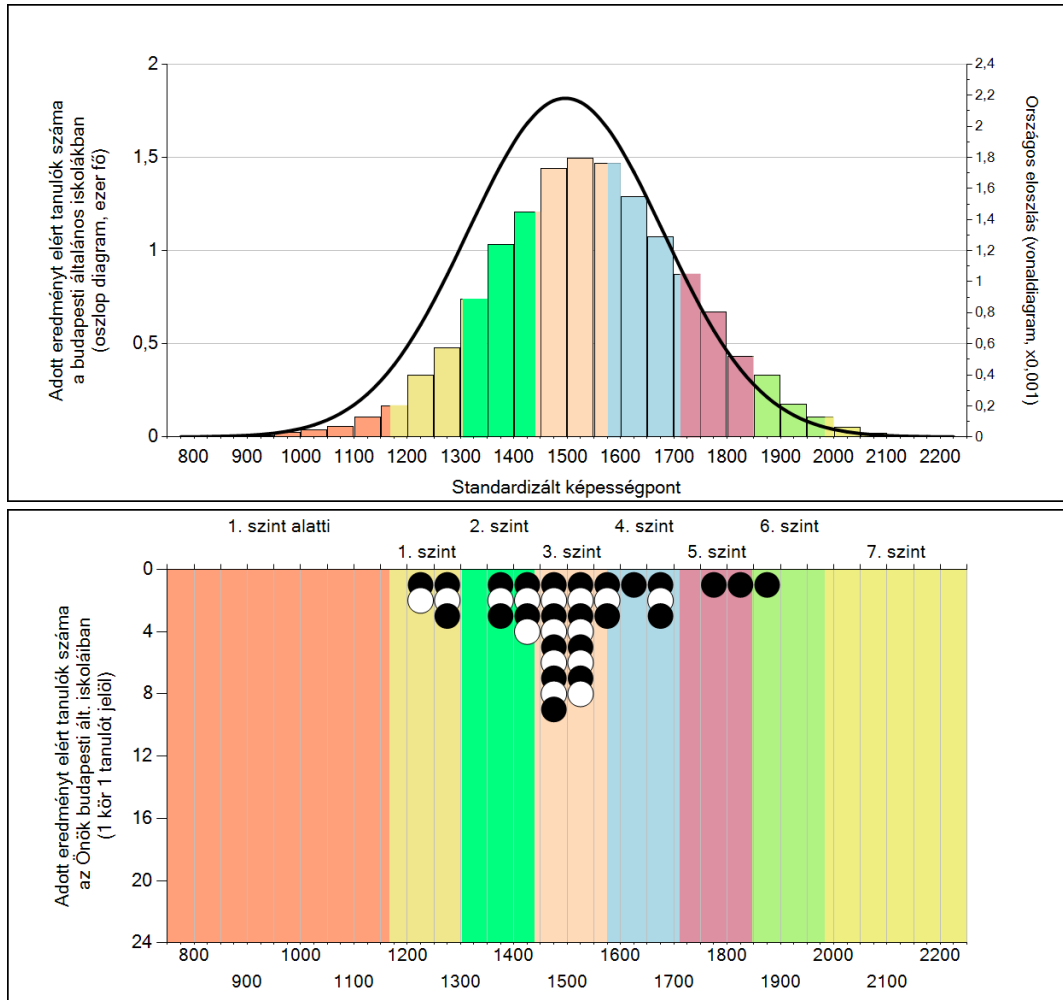 Adott eredményt elért tanulók száma
a budapesti általános iskolákban
(oszlop diagram, ezer fő)
2
1,5
1
0,5
0
2,4
2,2
2,0
1,8
1,6
1,4
1,2
1,0
0,8
0,6
0,4
0,2
0
Országos eloszlás (vonaldiagram, x0,001)
800 900 1000 1100 1200 1300 1400 1500 1600 1700 1800 1900 2000 2100 2200
Standardizált képességpont
1. szint alatti 2. szint 4. szint 6. szint
1. szint 3. szint 5. szint 7. szint
Adott eredményt elért tanulók száma
az Önök budapesti ált. iskoláiban
(1 kör 1 tanulót jelöl)
0
4
8
12
16
20
24
800 1000 1200 1400 1600 1800 2000 2200
900 1100 1300 1500 1700 1900 2100